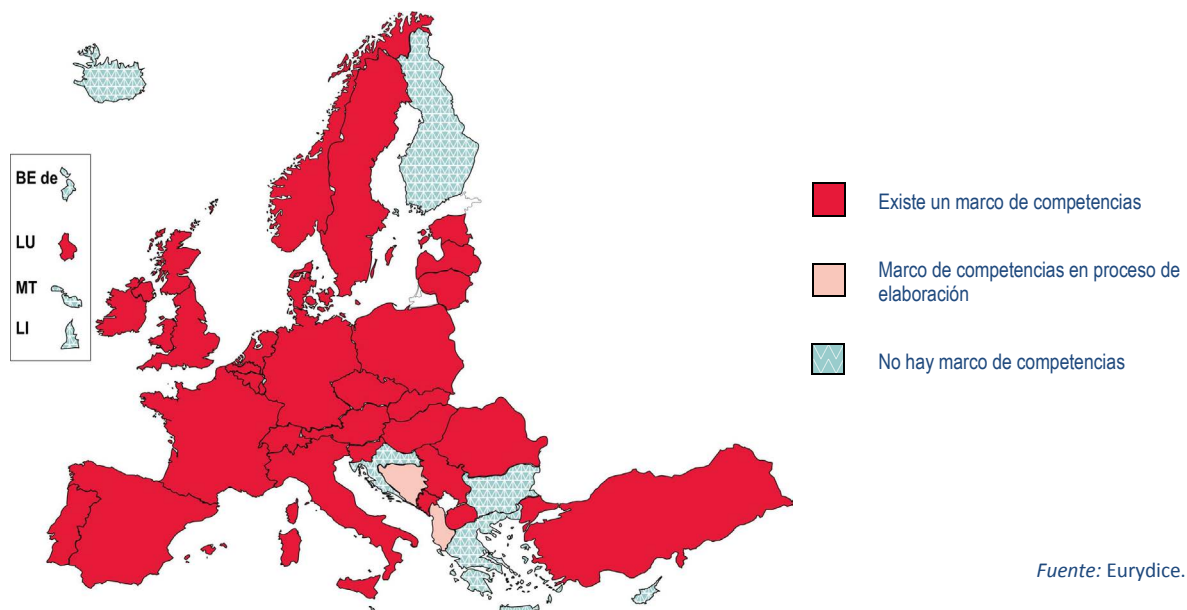 BE de
LU
MT
LI
Existe un marco de competencias
Marco de competencias en proceso de
elaboración
No hay marco de competencias
Fuente: Eurydice.